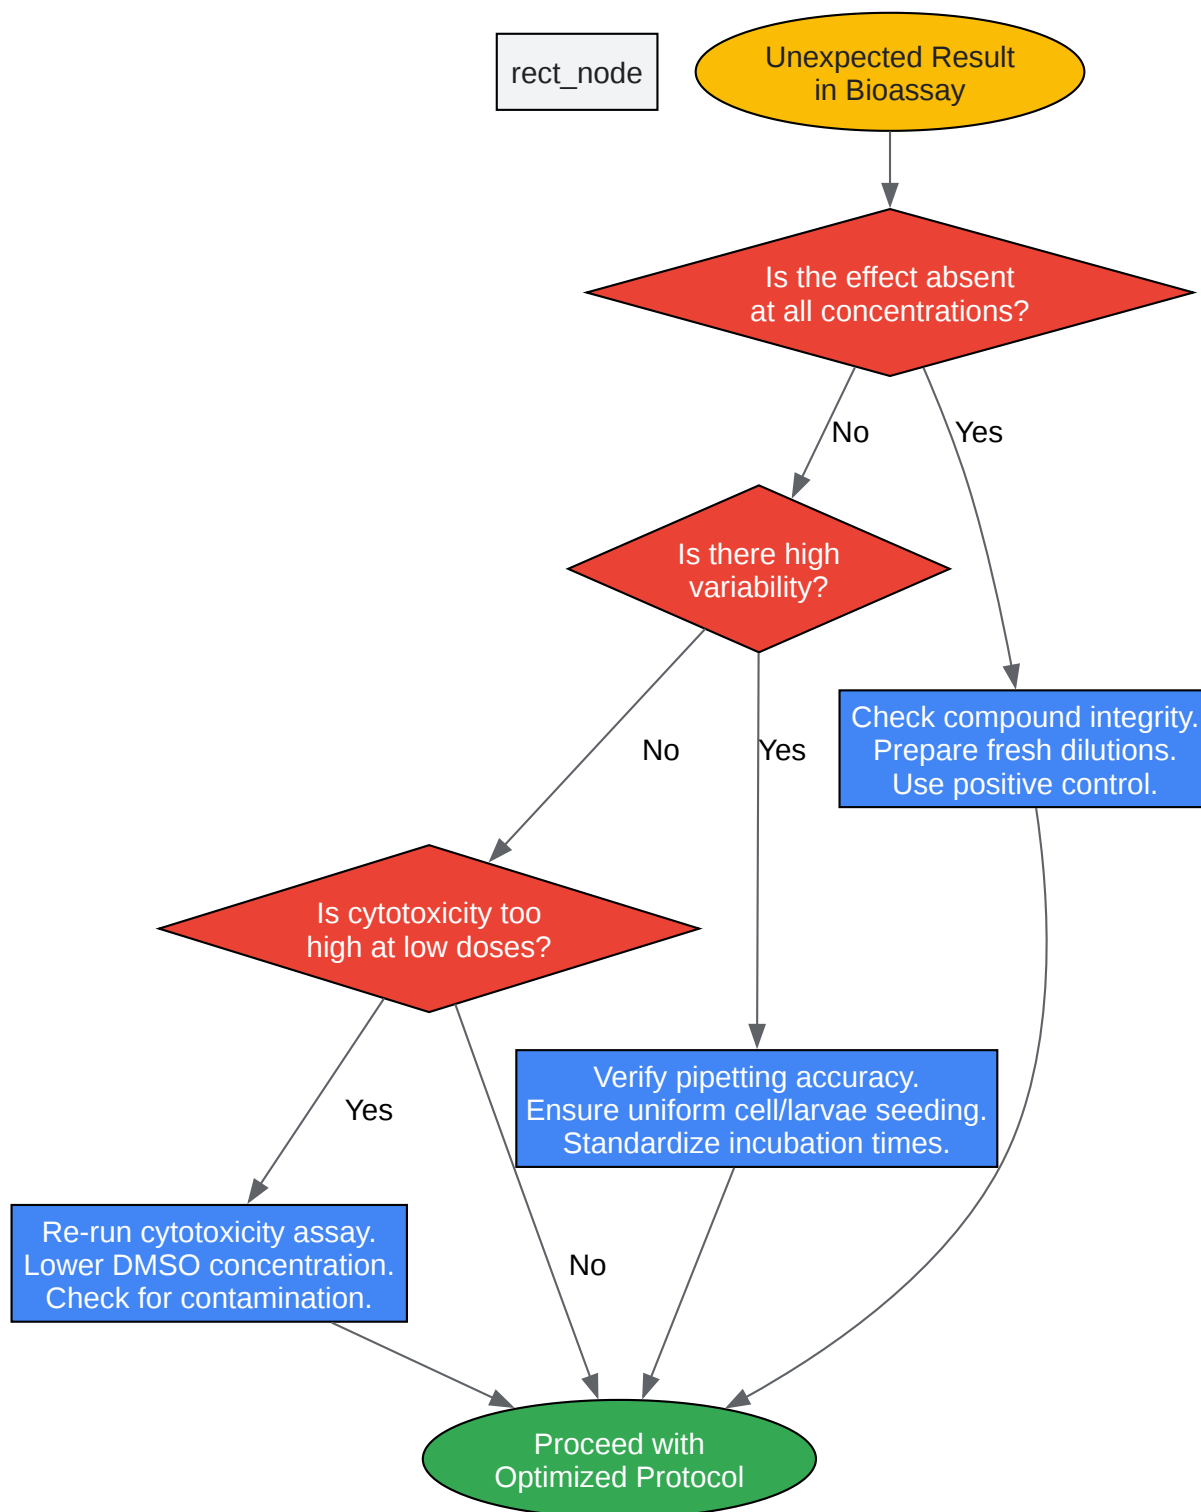 rect_node
Unexpected Result
in Bioassay
Is the effect absent
at all concentrations?
No
Yes
Is there high
variability?
No
Yes
Check compound integrity.
Prepare fresh dilutions.
Use positive control.
Is cytotoxicity too
high at low doses?
Yes
No
Verify pipetting accuracy.
Ensure uniform cell/larvae seeding.
Standardize incubation times.
Re-run cytotoxicity assay.
Lower DMSO concentration.
Check for contamination.
Proceed with
Optimized Protocol